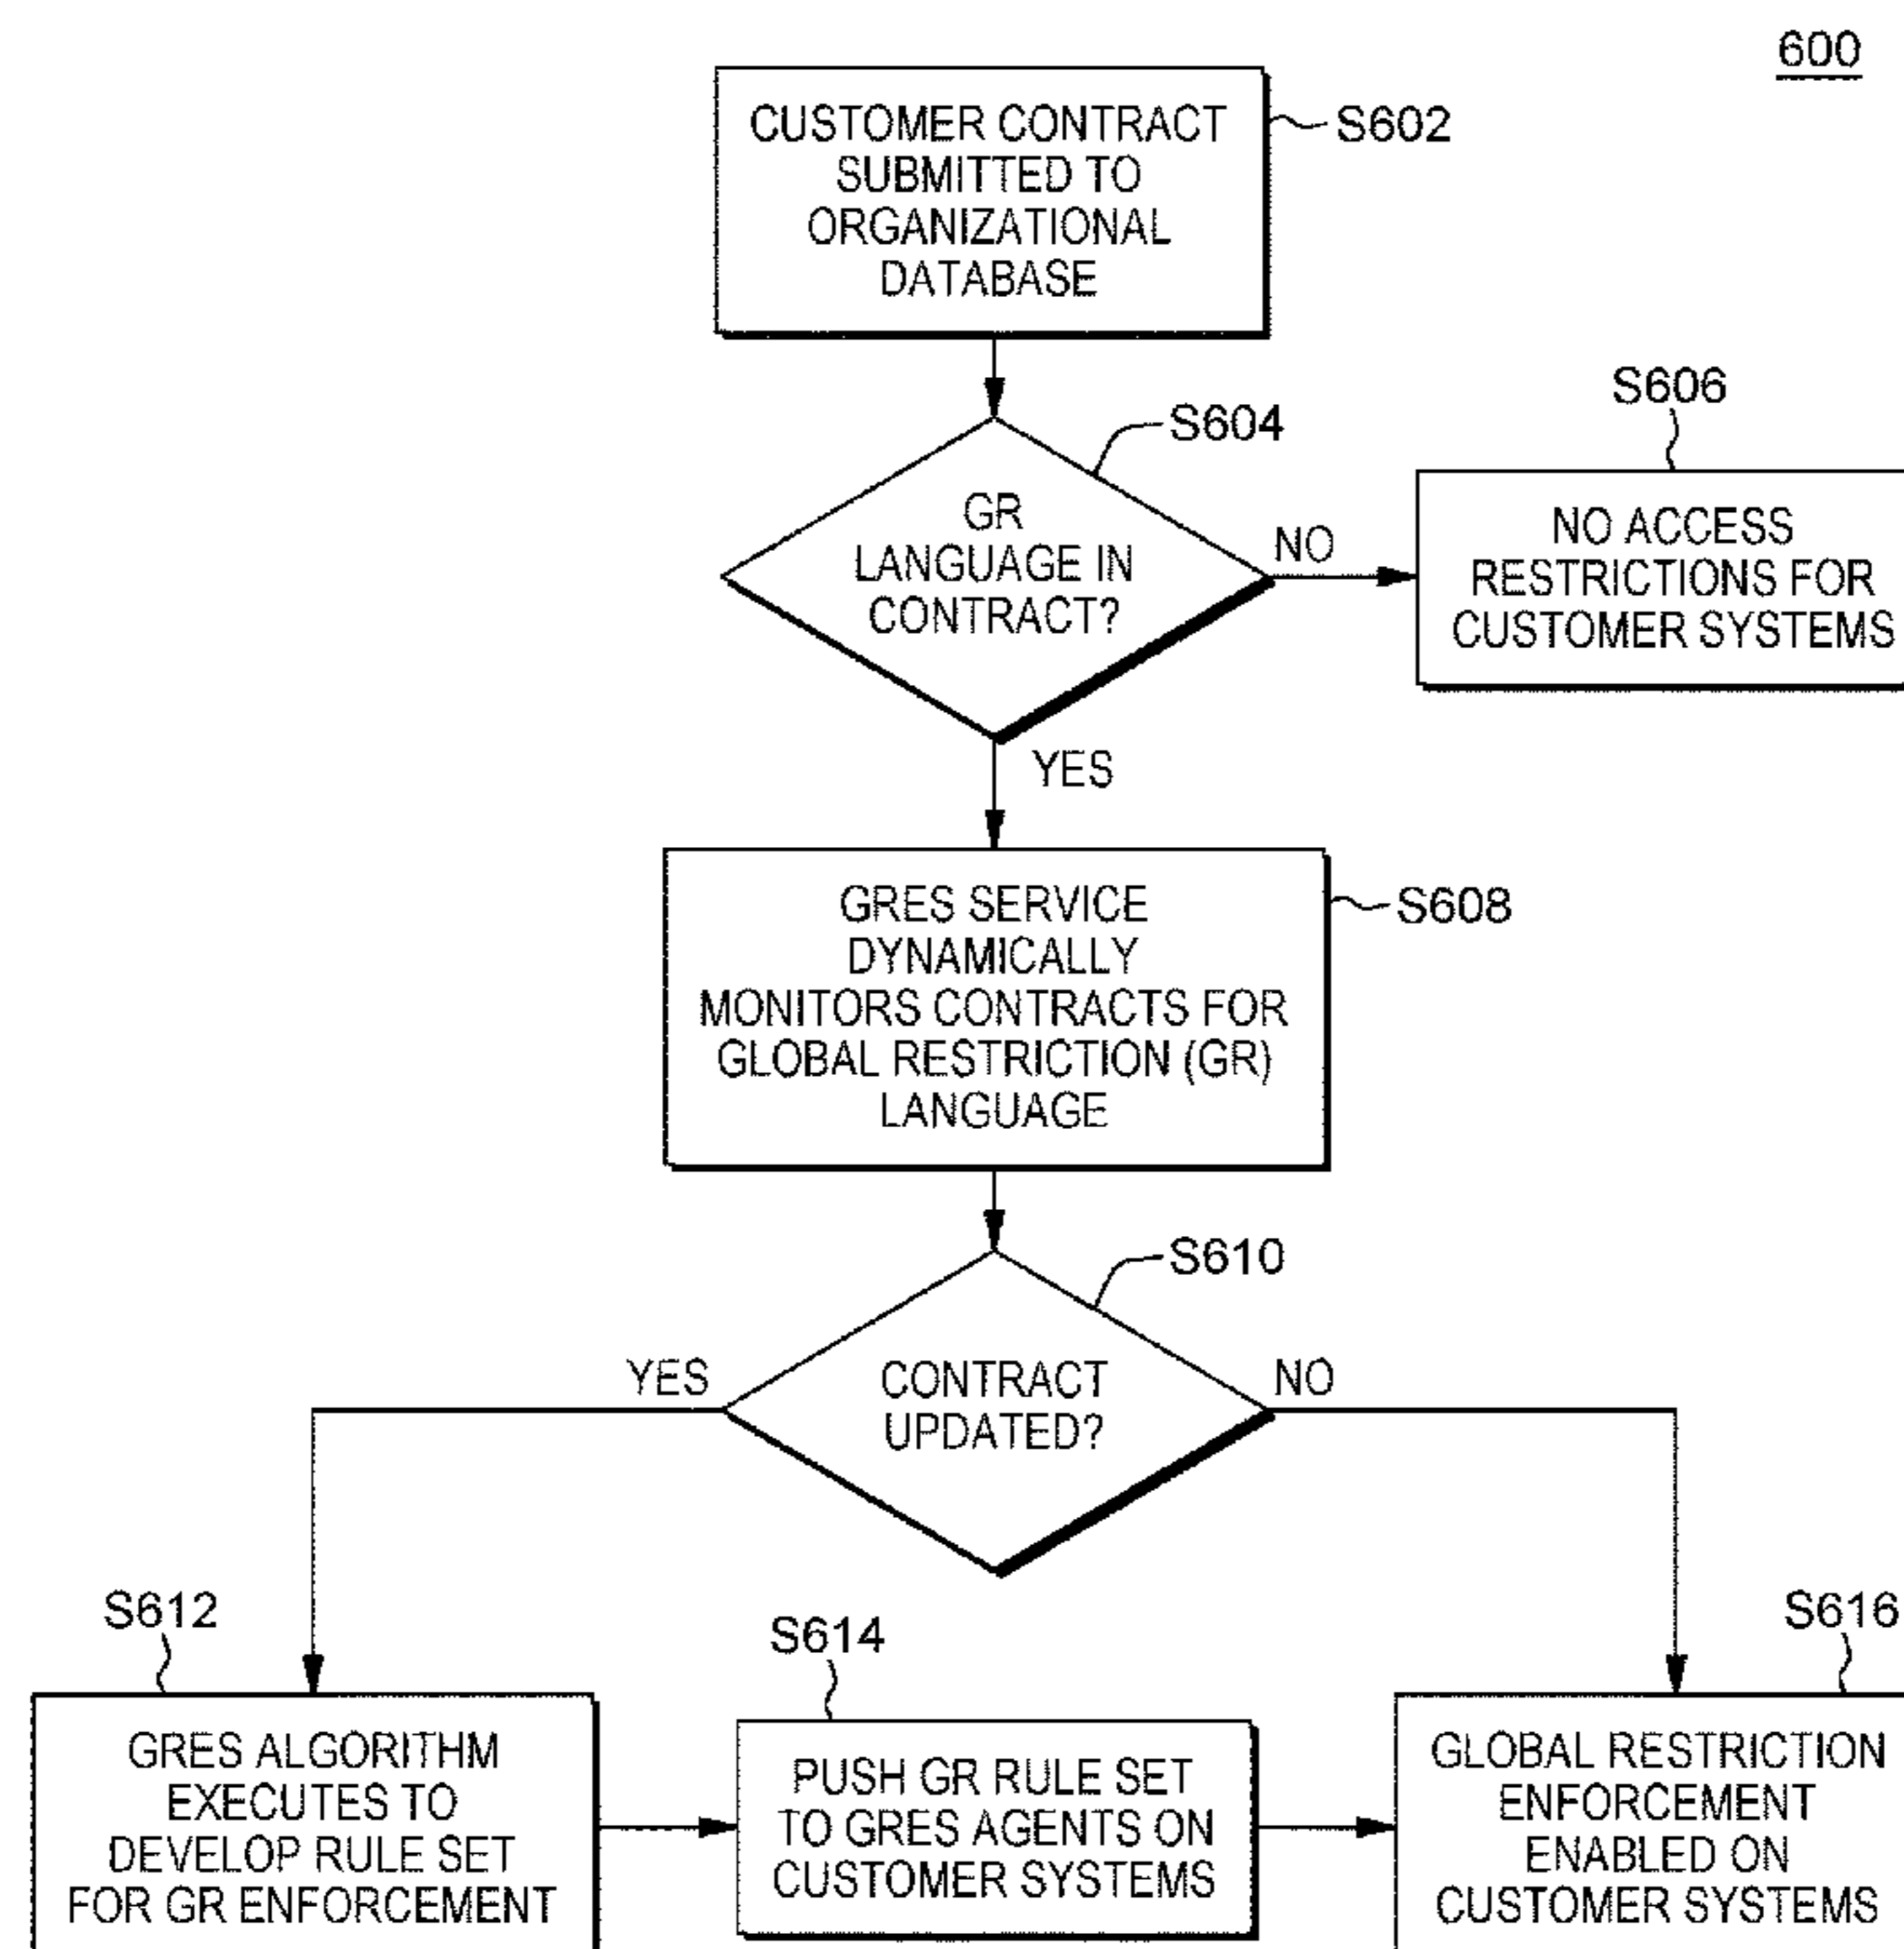 600
CUSTOMER CONTRACT
SUBMITTED TO
ORGANIZATIONAL
DATABASE
S602
S604
GR
LANGUAGE IN
CONTRACT?
NO
S606
NO ACCESS
RESTRICTIONS FOR
CUSTOMER SYSTEMS
YES
GRES SERVICE
DYNAMICALLY
MONITORS CONTRACTS FOR
GLOBAL RESTRICTION (GR)
LANGUAGE
S608
S610
CONTRACT
UPDATED?
YES
NO
S612
GRES ALGORITHM
EXECUTES TO
DEVELOP RULE SET
FOR GR ENFORCEMENT
S614
PUSH GR RULE SET
TO GRES AGENTS ON
CUSTOMER SYSTEMS
S616
GLOBAL RESTRICTION
ENFORCEMENT
ENABLED ON
CUSTOMER SYSTEMS